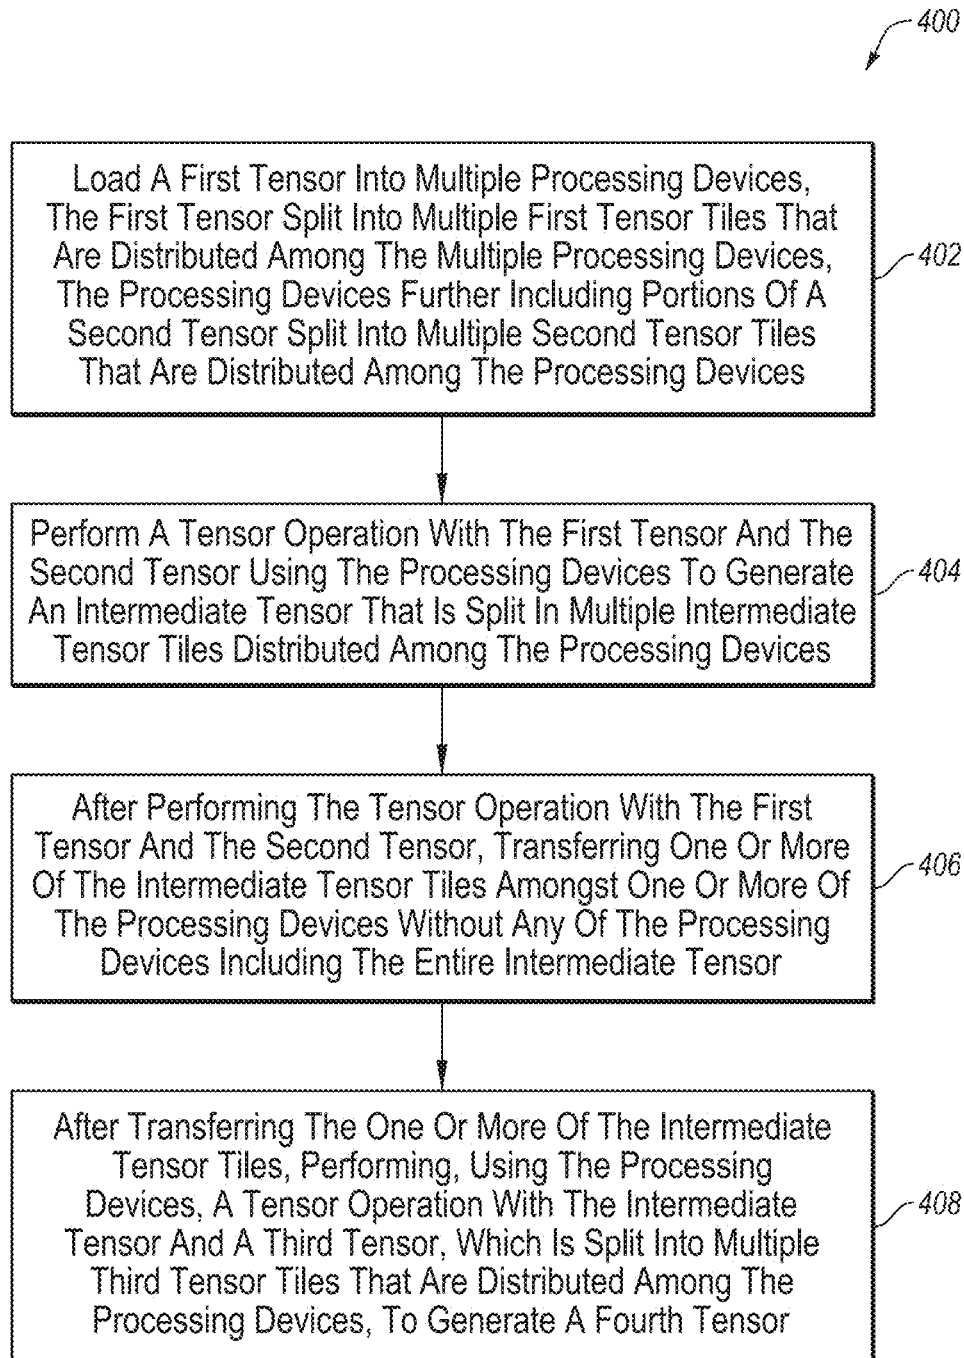 400
Load A First Tensor Into Multiple Processing Devices,
The First Tensor Split Into Multiple First Tensor Tiles That
Are Distributed Among The Multiple Processing Devices,
The Processing Devices Further Including Portions Of A
Second Tensor Split Into Multiple Second Tensor Tiles
That Are Distributed Among The Processing Devices
402
Perform A Tensor Operation With The First Tensor And The
Second Tensor Using The Processing Devices To Generate
An Intermediate Tensor That Is Split In Multiple Intermediate
Tensor Tiles Distributed Among The Processing Devices
404
After Performing The Tensor Operation With The First
Tensor And The Second Tensor, Transferring One Or More
Of The Intermediate Tensor Tiles Amongst One Or More Of
The Processing Devices Without Any Of The Processing
Devices Including The Entire Intermediate Tensor
406
After Transferring The One Or More Of The Intermediate
Tensor Tiles, Performing, Using The Processing
Devices, A Tensor Operation With The Intermediate
Tensor And A Third Tensor, Which Is Split Into Multiple
Third Tensor Tiles That Are Distributed Among The
Processing Devices, To Generate A Fourth Tensor
408